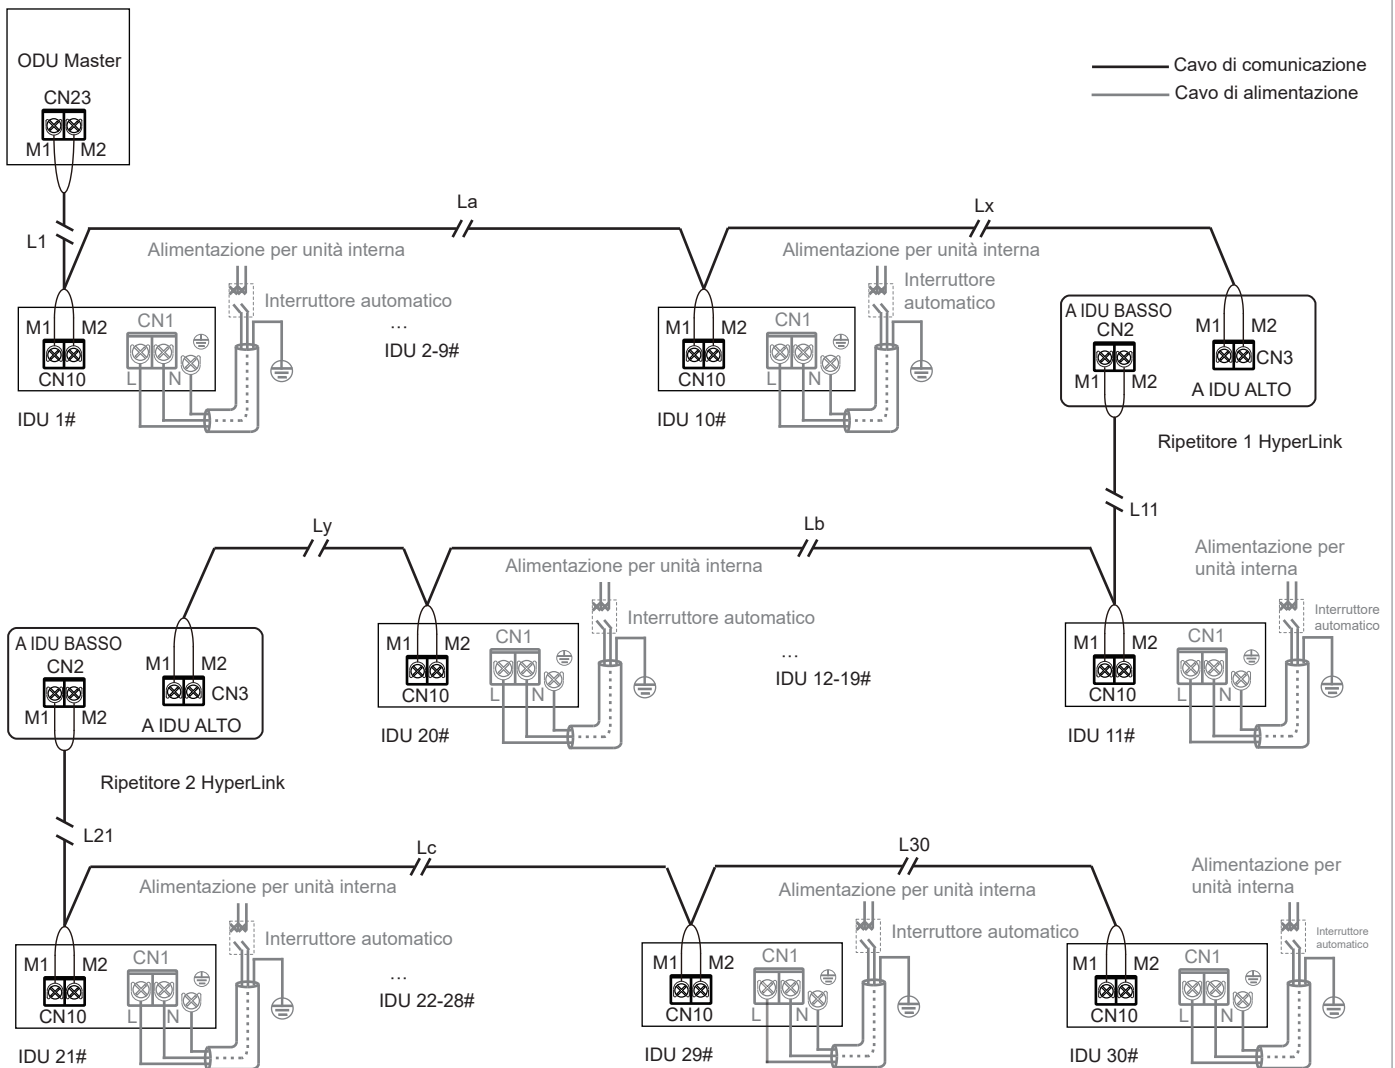 ODU Master
CN23
M1 M2
Cavo di comunicazione
Cavo di alimentazione
L1
La
Lx
Alimentazione per unità interna
Interruttore automatico
M1 M2
CN1
CN10
L N
IDU 1#
...
IDU 2-9#
Alimentazione per unità interna
Interruttore
automatico
M1 M2
CN1
CN10
L N
IDU 10#
A IDU BASSO
CN2
M1 M2
M1 M2
CN3
A IDU ALTO
Ripetitore 1 HyperLink
L11
Ly
Lb
A IDU BASSO
CN2
M1 M2
M1 M2
CN3
A IDU ALTO
Ripetitore 2 HyperLink
Alimentazione per unità interna
Interruttore automatico
M1 M2
CN1
CN10
L N
IDU 20#
...
IDU 12-19#
Alimentazione per
unità interna
Interruttore
automatico
M1 M2
CN1
CN10
L N
IDU 11#
L21
Lc
L30
Alimentazione per unità interna
Interruttore automatico
M1 M2
CN1
CN10
L N
IDU 21#
...
IDU 22-28#
Alimentazione per unità interna
Interruttore automatico
M1 M2
CN1
CN10
L N
IDU 29#
Alimentazione per
unità interna
Interruttore
automatico
M1 M2
CN1
CN10
L N
IDU 30#